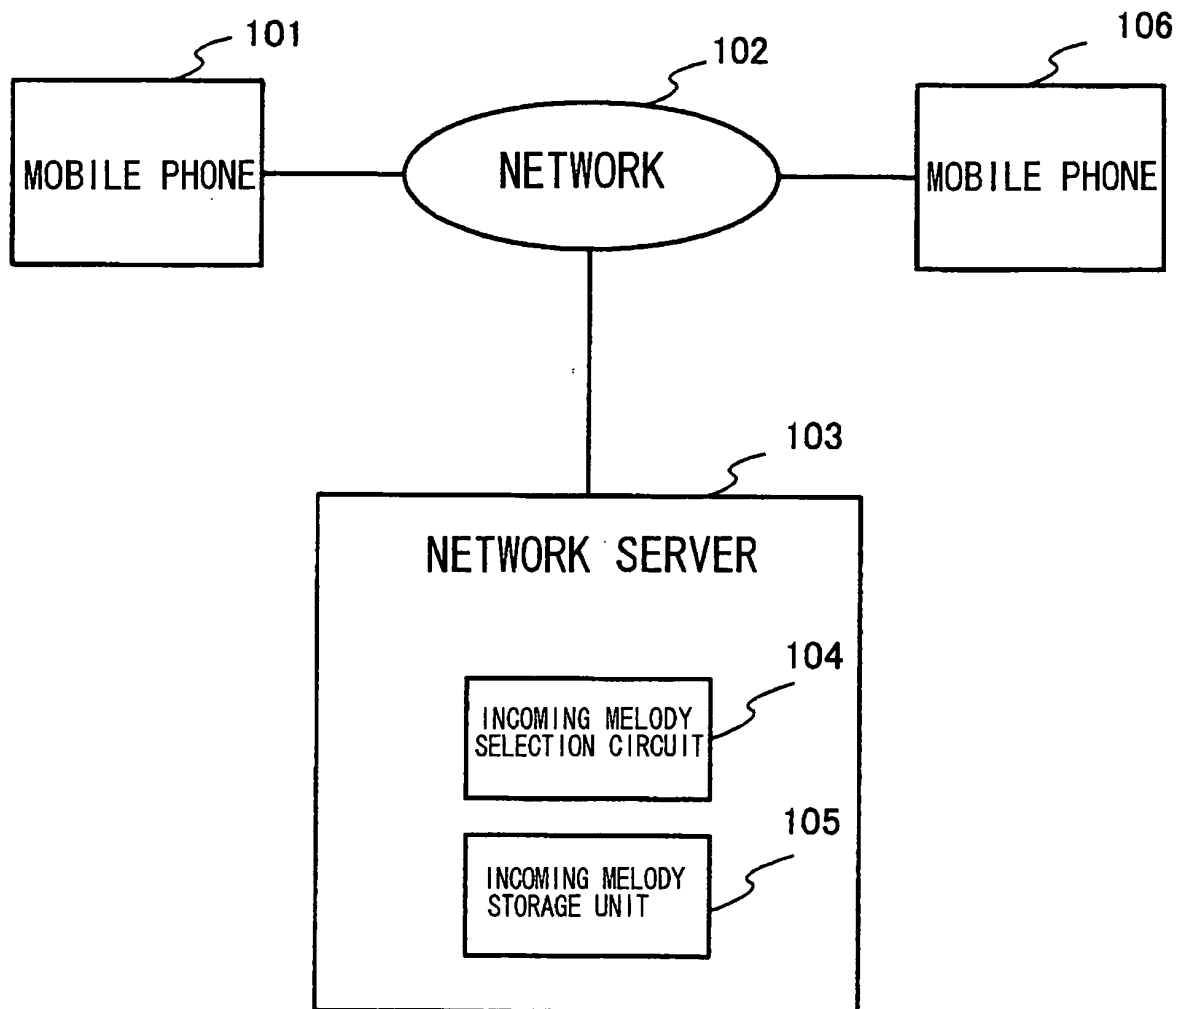 101
102
106
MOBILE PHONE
NETWORK
MOBILE PHONE
103
NETWORK SERVER
104
INCOMING MELODY
SELECTION CIRCUIT
105
INCOMING MELODY
STORAGE UNIT